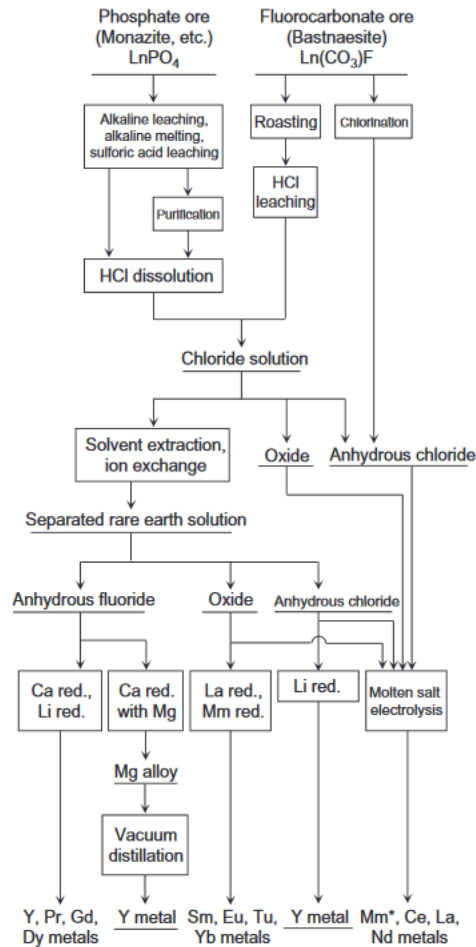 Phosphate ore
(Monazite, etc.)
LnPO₄
Fluorocarbonate ore
(Bastnaesite)
Ln(CO₃)F
Alkaline leaching,
alkaline melting,
sulforic acid leaching
Roasting
Chlorination
Purification
HCl
leaching
HCl dissolution
Chloride solution
Solvent extraction,
ion exchange
Oxide
Anhydrous chloride
Separated rare earth solution
Anhydrous fluoride
Oxide
Anhydrous chloride
Ca red.,
Li red.
Ca red.
with Mg
La red.,
Mm red.
Li red.
Molten salt
electrolysis
Mg alloy
Vacuum
distillation
Y, Pr, Gd,
Dy metals
Y metal
Sm, Eu, Tu,
Yb metals
Y metal
Mm*, Ce, La,
Nd metals